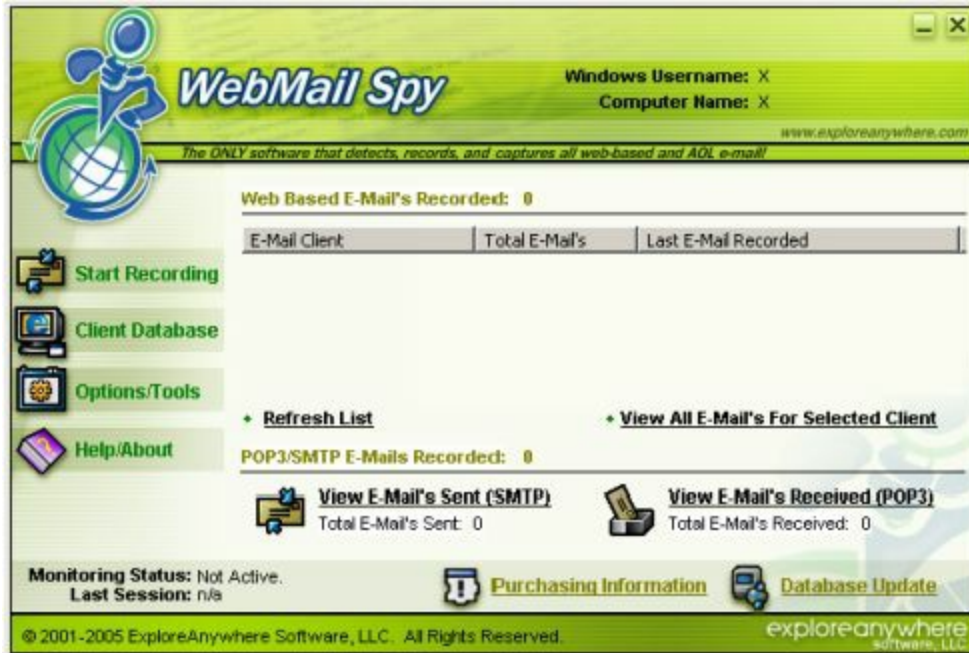 WebMail Spy
Windows Username: X
Computer Name: X
www.exploreanywhere.com
The ONLY software that detects, records, and captures all web-based and AOL e-mail!
Web Based E-Mail's Recorded: 0
E-Mail Client Total E-Mail's Last E-Mail Recorded
Start Recording
Client Database
Options/Tools
Help/About
Refresh List
View All E-Mail's For Selected Client
POP3/SMTP E-Mails Recorded: 0
View E-Mail's Sent (SMTP)
Total E-Mail's Sent: 0
View E-Mail's Received (POP3)
Total E-Mail's Received: 0
Monitoring Status: Not Active.
Last Session: n/a
Purchasing Information
Database Update
© 2001-2005 ExploreAnywhere Software, LLC. All Rights Reserved.
exploreanywhere
software, LLC